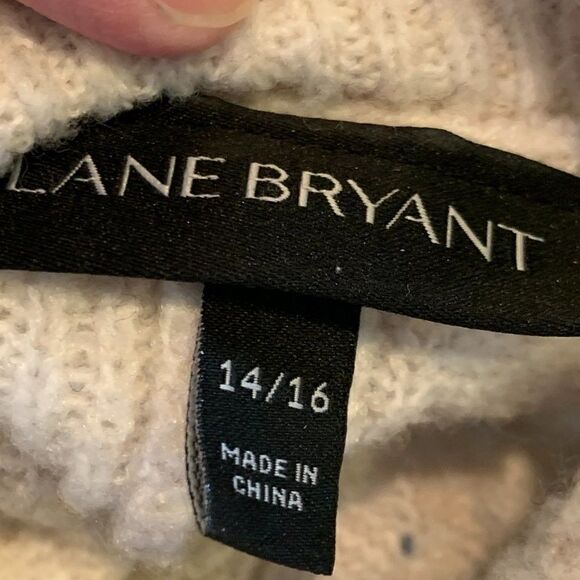 LANE BRYANT
14/16
MADE IN
CHINA